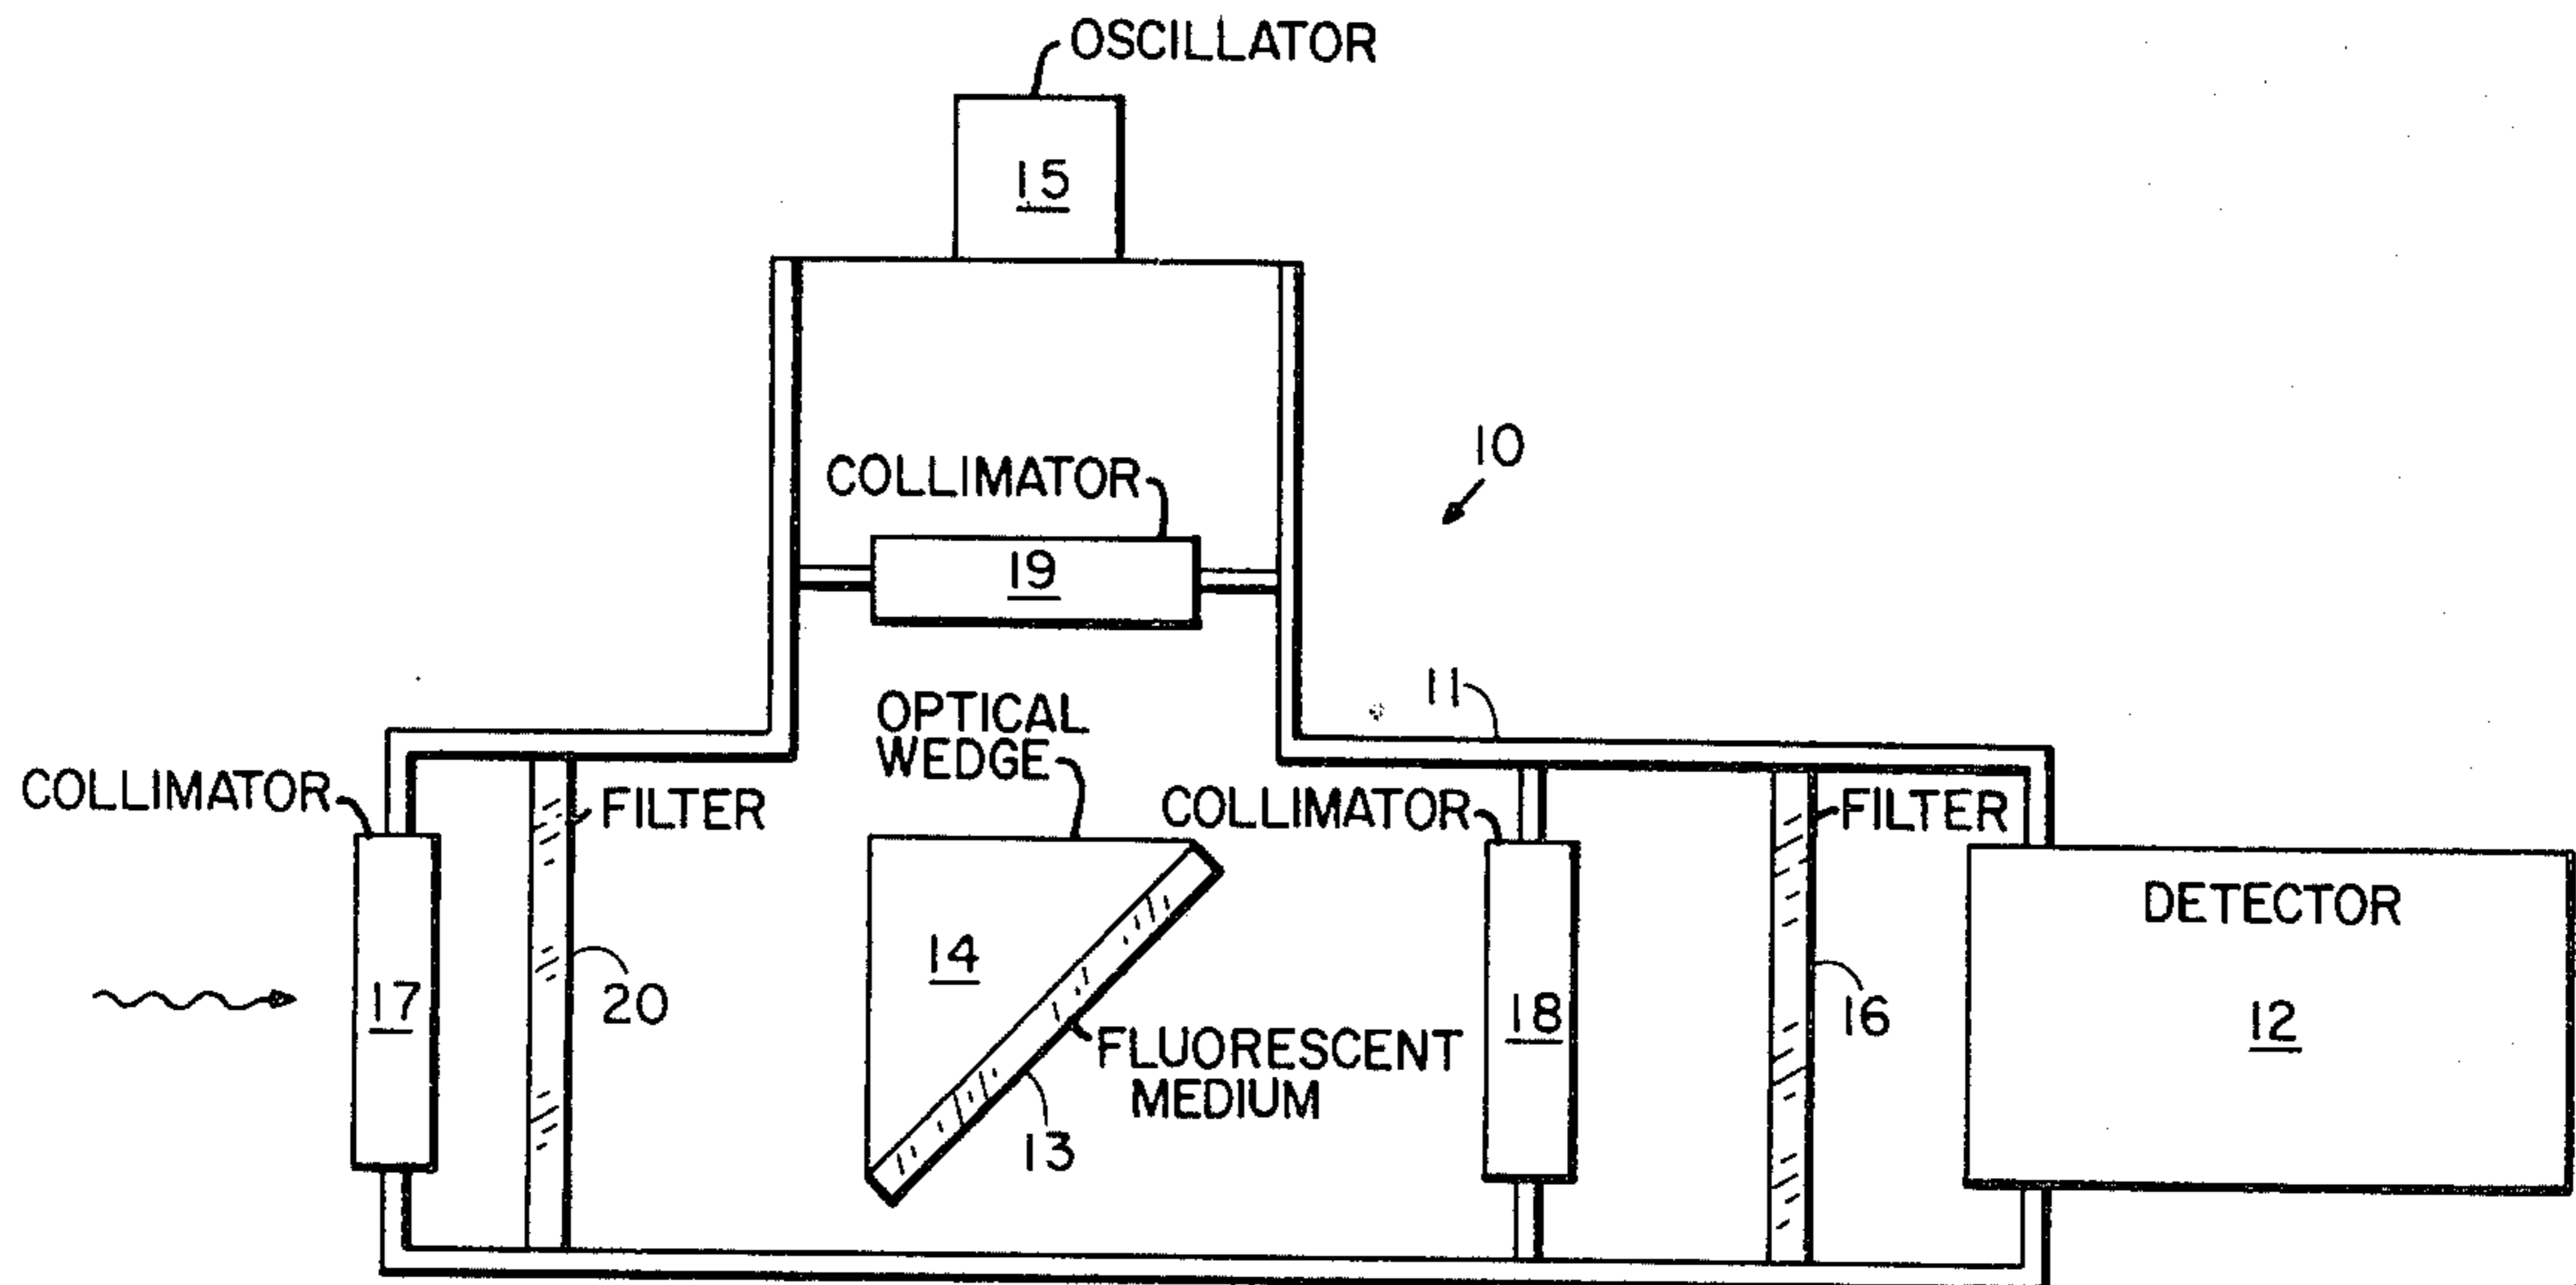 OSCILLATOR
15
COLLIMATOR
19
10
OPTICAL
WEDGE
11
COLLIMATOR
FILTER
COLLIMATOR
FILTER
DETECTOR
14
17
20
18
16
12
FLUORESCENT
MEDIUM
13